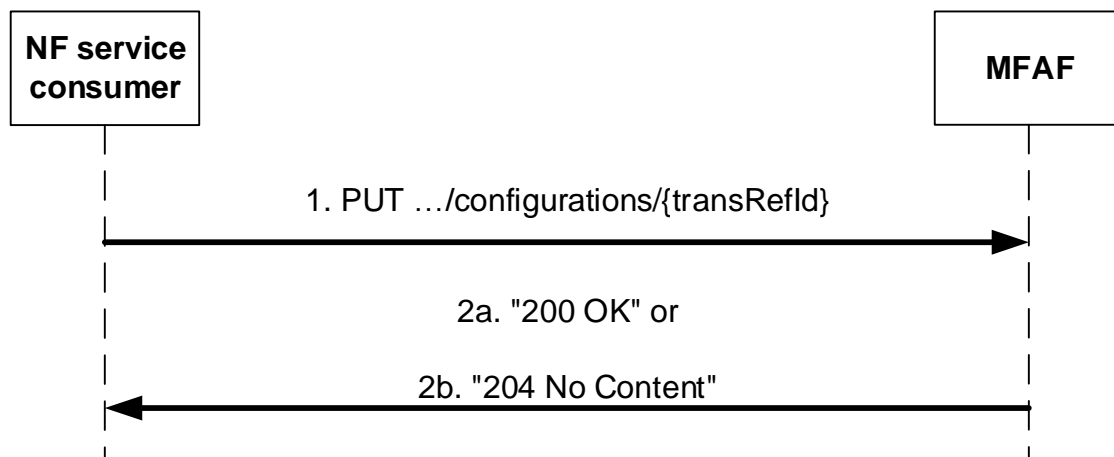 NF service
consumer
MFAF
1. PUT …/configurations/{transRefId}
2a. "200 OK" or
2b. "204 No Content"